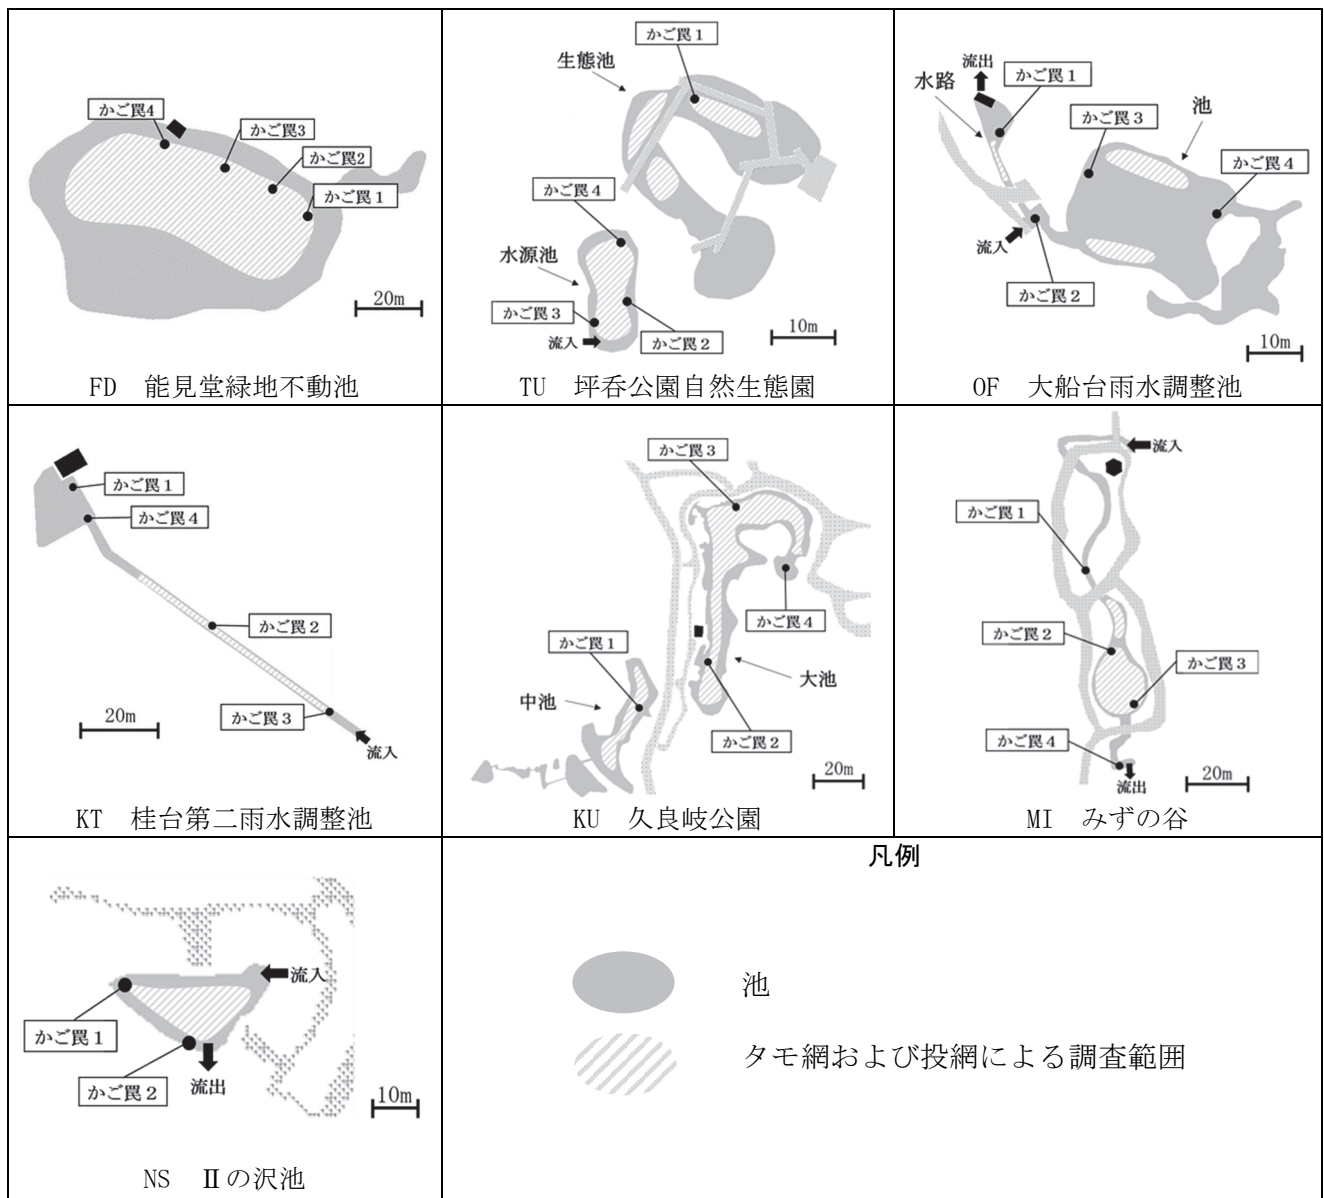 かご罠4
かご罠3
かご罠2
かご罠1
20m
FD 能見堂緑地不動池
かご罠1
生態池
かご罠4
水源池
かご罠3
流入
かご罠2
10m
TU 坪呑公園自然生態園
流出
かご罠1
水路
池
かご罠3
かご罠4
流入
かご罠2
10m
OF 大船台雨水調整池
かご罠1
かご罠4
かご罠2
20m
かご罠3
流入
KT 桂台第二雨水調整池
かご罠3
かご罠4
かご罠1
大池
中池
かご罠2
20m
KU 久良岐公園
流入
かご罠1
かご罠2
かご罠3
かご罠4
流出
20m
MI みずの谷
流入
かご罠1
かご罠2
流出
10m
NS Ⅱの沢池
凡例
池
タモ網および投網による調査範囲